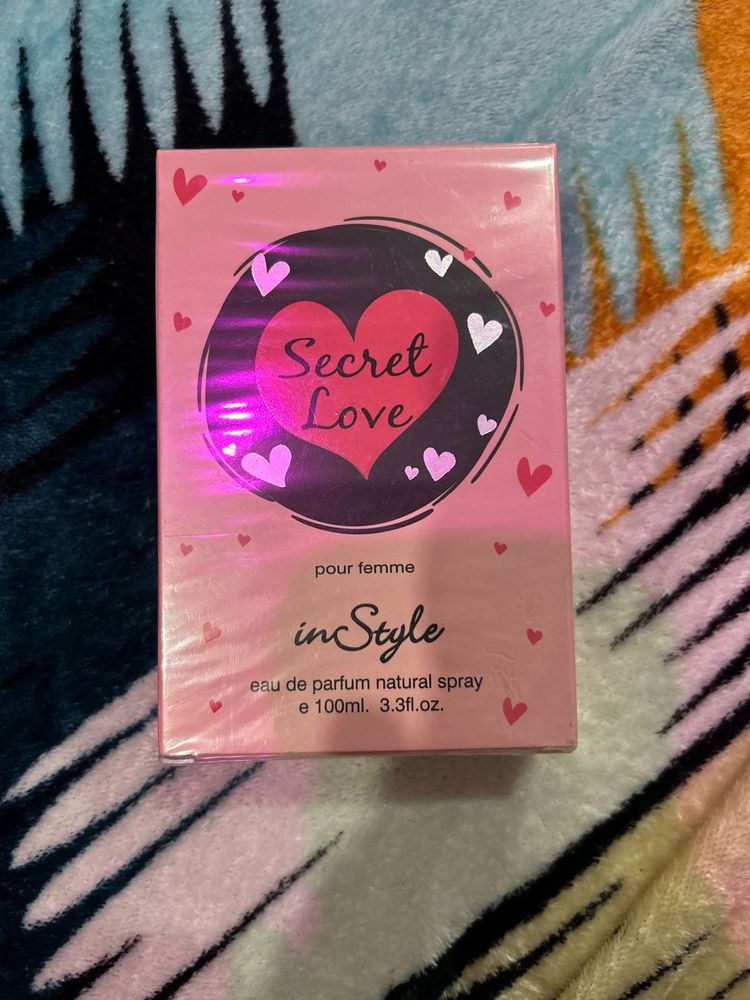 Secret
Love
pour femme
inStyle
eau de parfum natural spray
e 100ml. 3.3fl.oz.